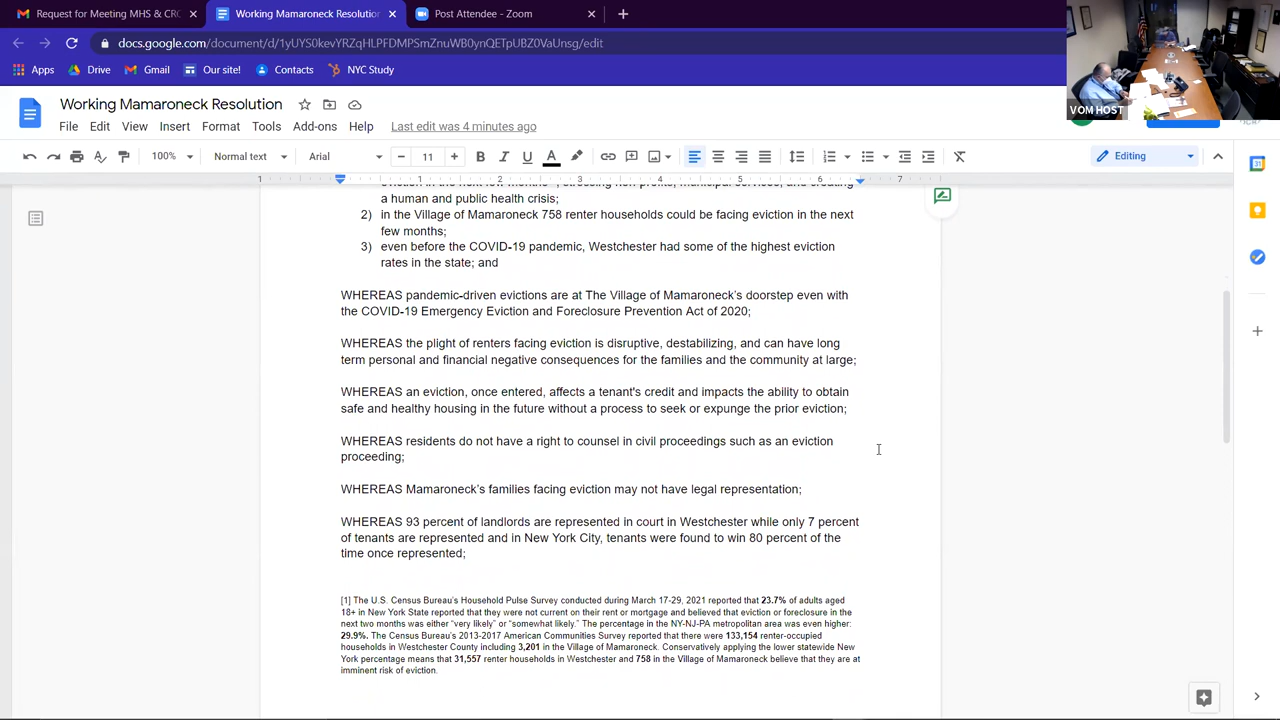 Request for Meeting MHS & CRC
Working Mamaroneck Resolution
Post Attendee - Zoom
docs.google.com/document/d/1yUYS0kevYRZqHLPFDMPSmZnuWB0ynQETpUBZ0VaUnsg/edit
Apps Drive Gmail Our site! Contacts NYC Study
VOM HOST
Working Mamaroneck Resolution
File Edit View Insert Format Tools Add-ons Help Last edit was 4 minutes ago
100% Normal text Arial 11 B I U A Editing
1 1 2 3 4 5 6 7
a human and public health crisis;
2) in the Village of Mamaroneck 758 renter households could be facing eviction in the next
few months;
3) even before the COVID-19 pandemic, Westchester had some of the highest eviction
rates in the state; and
WHEREAS pandemic-driven evictions are at The Village of Mamaroneck's doorstep even with
the COVID-19 Emergency Eviction and Foreclosure Prevention Act of 2020;
WHEREAS the plight of renters facing eviction is disruptive, destabilizing, and can have long
term personal and financial negative consequences for the families and the community at large;
WHEREAS an eviction, once entered, affects a tenant's credit and impacts the ability to obtain
safe and healthy housing in the future without a process to seek or expunge the prior eviction;
WHEREAS residents do not have a right to counsel in civil proceedings such as an eviction
proceeding;
WHEREAS Mamaroneck's families facing eviction may not have legal representation;
WHEREAS 93 percent of landlords are represented in court in Westchester while only 7 percent
of tenants are represented and in New York City, tenants were found to win 80 percent of the
time once represented;
[1] The U.S. Census Bureau's Household Pulse Survey conducted during March 17-29, 2021 reported that 23.7% of adults aged
18+ in New York State reported that they were not current on their rent or mortgage and believed that eviction or foreclosure in the
next two months was either "very likely" or "somewhat likely." The percentage in the NY-NJ-PA metropolitan area was even higher:
29.9%. The Census Bureau's 2013-2017 American Communities Survey reported that there were 133,154 renter-occupied
households in Westchester County including 3,201 in the Village of Mamaroneck. Conservatively applying the lower statewide New
York percentage means that 31,557 renter households in Westchester and 758 in the Village of Mamaroneck believe that they are at
imminent risk of eviction.